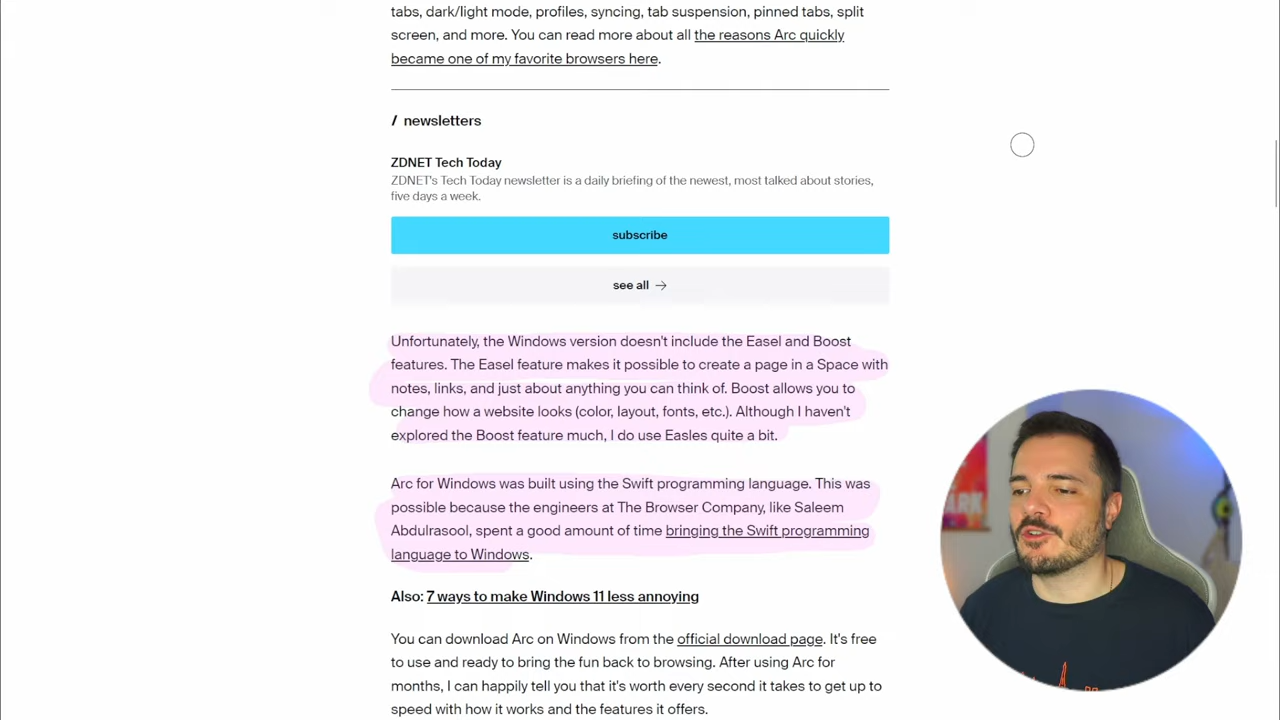 tabs, dark/light mode, profiles, syncing, tab suspension, pinned tabs, split
screen, and more. You can read more about all the reasons Arc quickly
became one of my favorite browsers here.
/ newsletters
ZDNET Tech Today
ZDNET's Tech Today newsletter is a daily briefing of the newest, most talked about stories,
five days a week.
subscribe
see all →
Unfortunately, the Windows version doesn't include the Easel and Boost
features. The Easel feature makes it possible to create a page in a Space with
notes, links, and just about anything you can think of. Boost allows you to
change how a website looks (color, layout, fonts, etc.). Although I haven't
explored the Boost feature much, I do use Easles quite a bit.
Arc for Windows was built using the Swift programming language. This was
possible because the engineers at The Browser Company, like Saleem
Abdulrasool, spent a good amount of time bringing the Swift programming
language to Windows.
Also: 7 ways to make Windows 11 less annoying
You can download Arc on Windows from the official download page. It's free
to use and ready to bring the fun back to browsing. After using Arc for
months, I can happily tell you that it's worth every second it takes to get up to
speed with how it works and the features it offers.